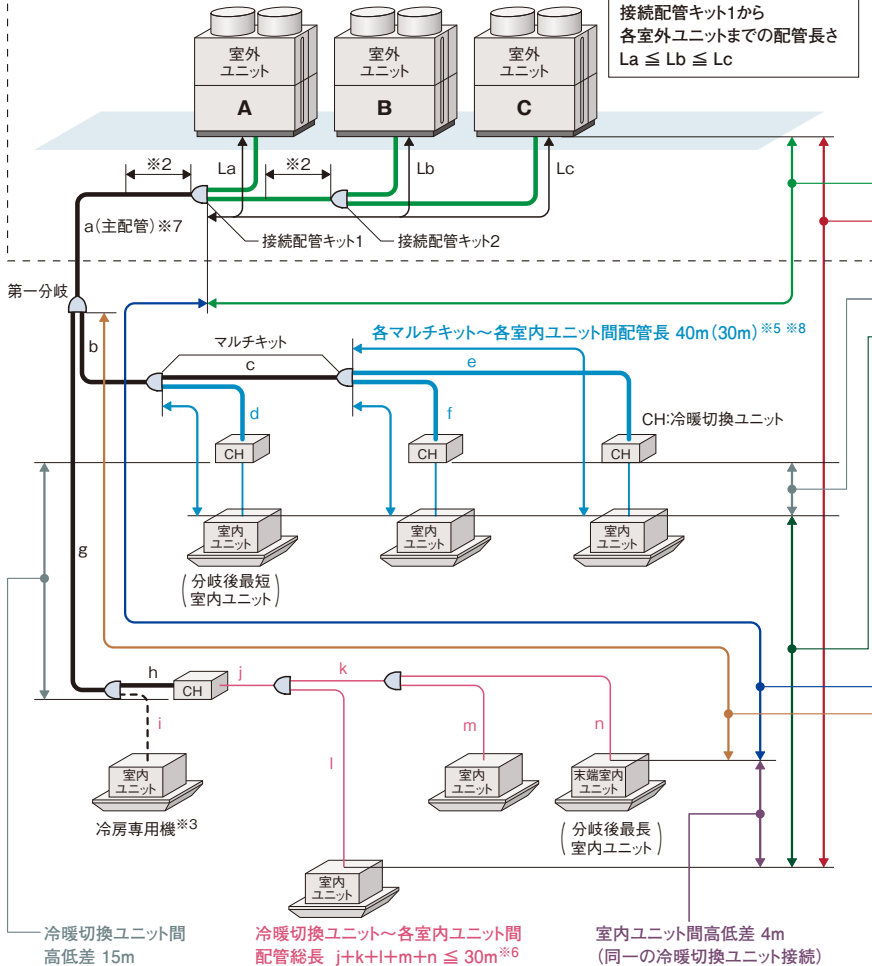 接続配管キット1から
各室外ユニットまでの配管長さ
La ≦ Lb ≦ Lc
室外
ユニット
A
室外
ユニット
B
室外
ユニット
C
※2
La
※2
Lb
Lc
a(主配管)※7
接続配管キット1
接続配管キット2
第一分岐
b
マルチキット
c
各マルチキット〜各室内ユニット間配管長 40m(30m)※5 ※8
e
d
f
CH:冷暖切換ユニット
CH
CH
CH
室内
ユニット
室内
ユニット
室内
ユニット
(分岐後最短
室内ユニット)
g
h
CH
j
k
i
l
m
n
室内
ユニット
冷房専用機※3
室内
ユニット
末端室内
ユニット
(分岐後最長
室内ユニット)
室内
ユニット
冷暖切換ユニット間
高低差 15m
冷暖切換ユニット〜各室内ユニット間
配管総長 j+k+l+m+n ≦ 30m※6
室内ユニット間高低差 4m
(同一の冷暖切換ユニット接続)